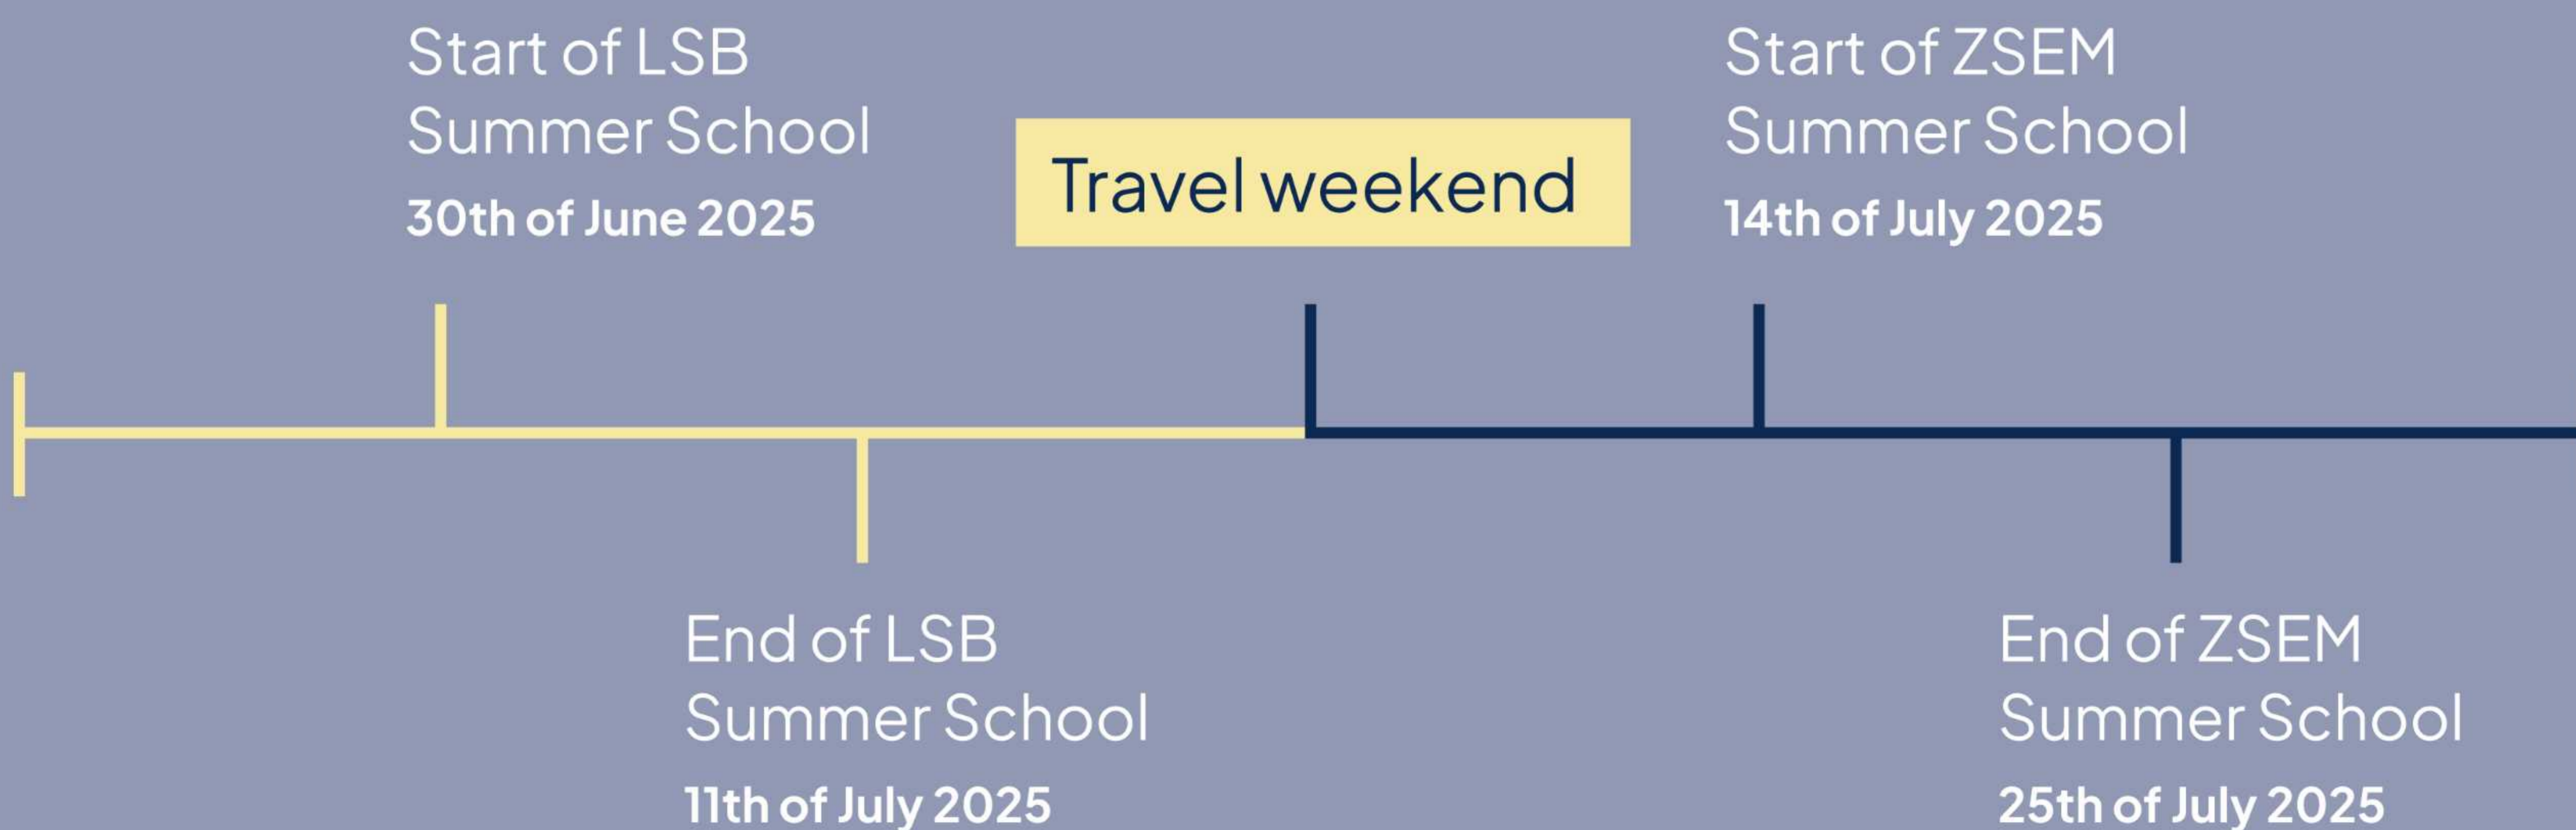 Start of LSB
Summer School
30th of June 2025
End of LSB
Summer School
11th of July 2025
Travel weekend
Start of ZSEM
Summer School
14th of July 2025
End of ZSEM
Summer School
25th of July 2025